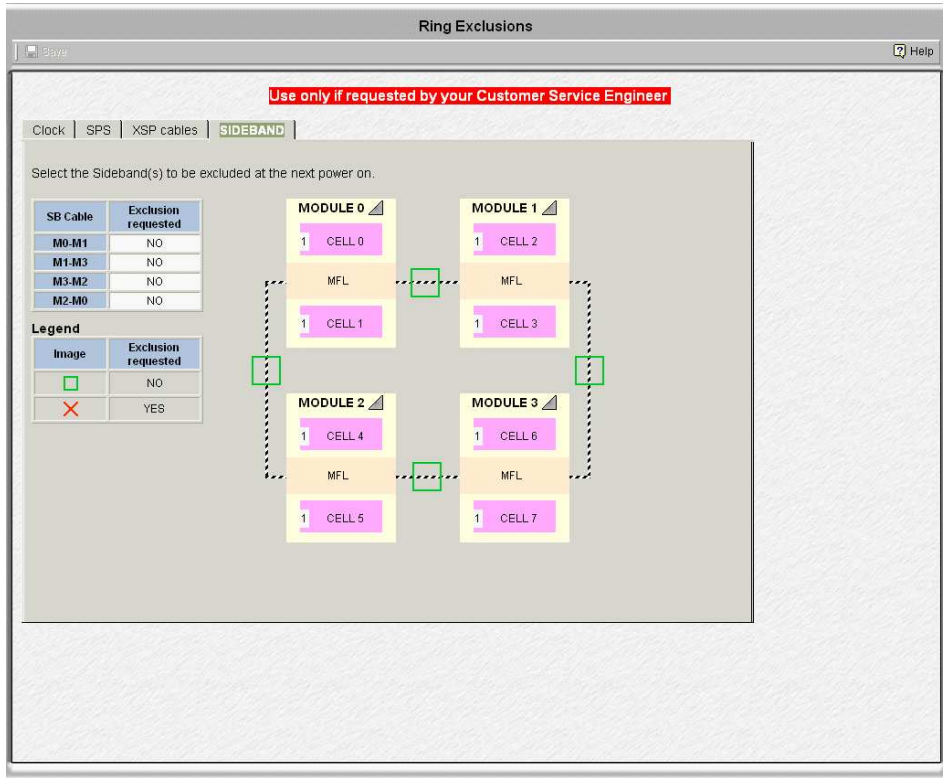 Ring Exclusions
Save
Help
Use only if requested by your Customer Service Engineer
Clock SPS XSP cables SIDEBAND
Select the Sideband(s) to be excluded at the next power on.
SB Cable Exclusion requested
M0-M1 NO
M1-M3 NO
M3-M2 NO
M2-M0 NO
Legend
Image Exclusion requested
NO
YES
MODULE 0
1 CELL 0
MFL
1 CELL 1
MODULE 1
1 CELL 2
MFL
1 CELL 3
MODULE 2
1 CELL 4
MFL
1 CELL 5
MODULE 3
1 CELL 6
MFL
1 CELL 7